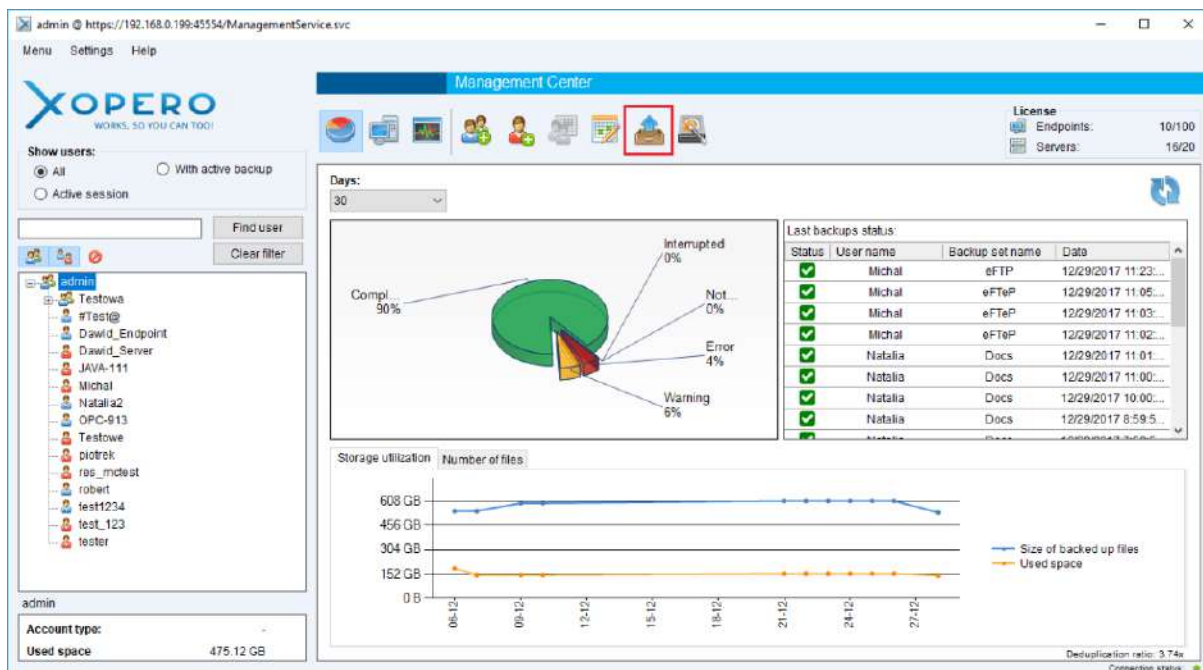 admin @ https://192.168.0.199:45554/ManagementService.svc
Menu Settings Help
Management Center
XOPERO
WORKS, SO YOU CAN TOO!
License
Endpoints: 10/100
Servers: 16/20
Show users:
All
With active backup
Active session
Find user
Clear filter
Days:
30
admin
Testowa
#Test@
Dawid_Endpoint
Dawid_Server
JAVA-111
Michal
Natalia2
OPC-913
Testowe
piotrek
res_mctest
robert
test1234
test_123
tester
Interrupted
0%
Compl...
90%
Not...
0%
Error
4%
Warning
6%
Last backups status:
Status User name Backup set name Date
Michal eFTP 12/29/2017 11:23:...
Michal eFTeP 12/29/2017 11:05:...
Michal eFTeP 12/29/2017 11:03:...
Michal eFTeP 12/29/2017 11:02:...
Natalia Docs 12/29/2017 11:01:...
Natalia Docs 12/29/2017 11:00:...
Natalia Docs 12/29/2017 10:00:...
Natalia Docs 12/29/2017 8:59:5...
Storage utilization Number of files
608 GB
456 GB
304 GB
152 GB
0 B
06-12-
09-12-
12-12-
15-12-
18-12-
21-12-
24-12-
27-12-
Size of backed up files
Used space
admin
Account type: -
Used space 475.12 GB
Deduplication ratio: 3.74x
Connection status